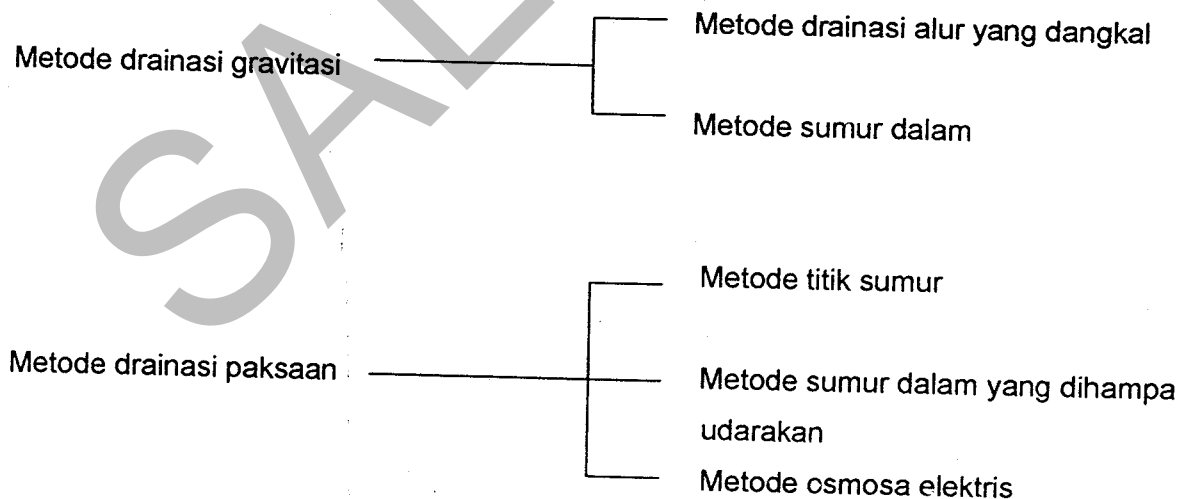 Metode drainasi gravitasi
Metode drainasi alur yang dangkal
Metode sumur dalam
Metode drainasi paksaan
Metode titik sumur
Metode sumur dalam yang dihampa
udarakan
Metode osmosa elektris